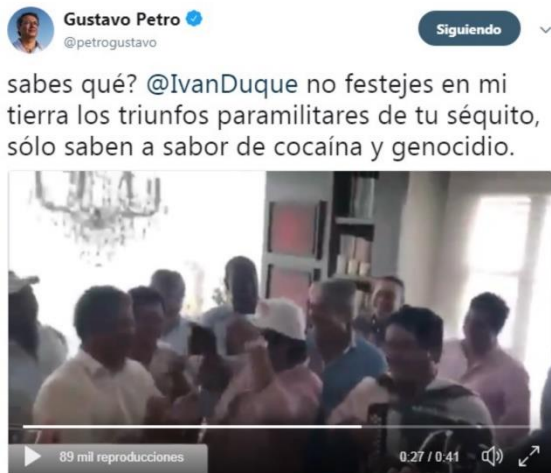 Gustavo Petro
@petrogustavo
Siguiendo
sabes qué? @IvanDuque no festejes en mi
tierra los triunfos paramilitares de tu séquito,
sólo saben a sabor de cocaína y genocidio.
89 mil reproducciones
0:27 / 0:41